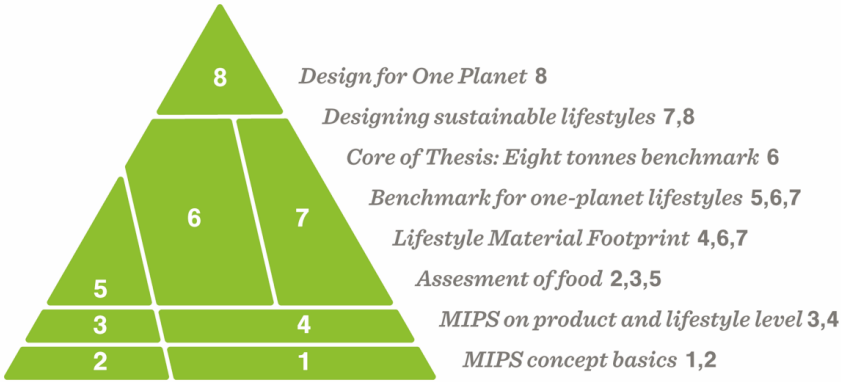 8
Design for One Planet 8
Designing sustainable lifestyles 7,8
Core of Thesis: Eight tonnes benchmark 6
Benchmark for one-planet lifestyles 5,6,7
6
7
Lifestyle Material Footprint 4,6,7
Assesment of food 2,3,5
5
3
4
MIPS on product and lifestyle level 3,4
2
1
MIPS concept basics 1,2